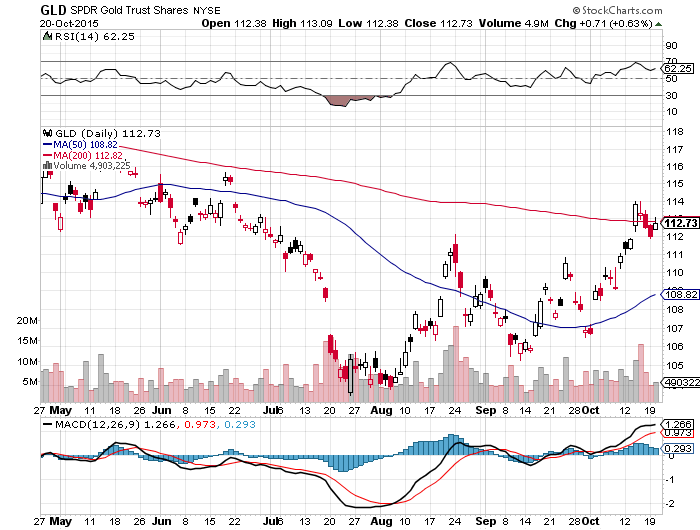 GLD SPDR Gold Trust Shares NYSE
© StockCharts.com
20-Oct-2015
Open 112.38 High 113.09 Low 112.38 Close 112.73 Volume 4.9M Chg +0.71 (+0.63%)
RSI(14) 62.25
90
70
62.25
50
30
10
GLD (Daily) 112.73
MA(50) 108.82
MA(200) 112.82
Volume 4,903,225
118
117
116
115
114
113
112.73
112
111
110
109
108.82
108
107
106
105
104
4903225
20M
15M
10M
5M
27 May 11 18 26 Jun 8 15 22 Jul 6 13 20 27 Aug 10 17 24 Sep 8 14 21 28 Oct 12 19
MACD(12,26,9) 1.266, 0.973, 0.293
1.266
0.973
0.293
0
-1
-2
27 May 11 18 26 Jun 8 15 22 Jul 6 13 20 27 Aug 10 17 24 Sep 8 14 21 28 Oct 12 19